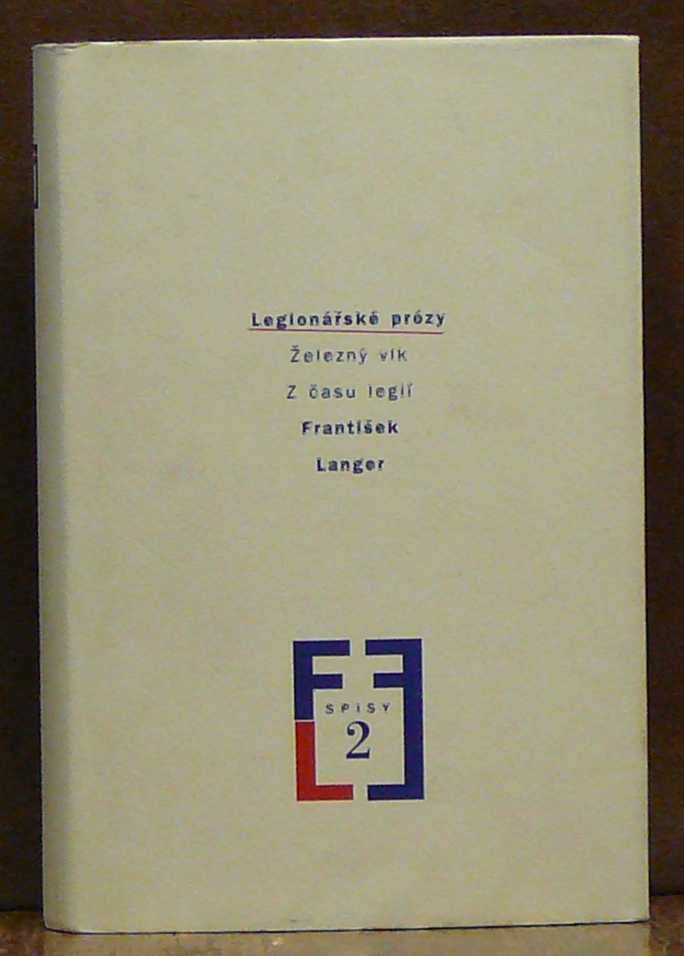 Legionářské prózy
Železný vlk
Z času legií
František
Langer
SPISY
2